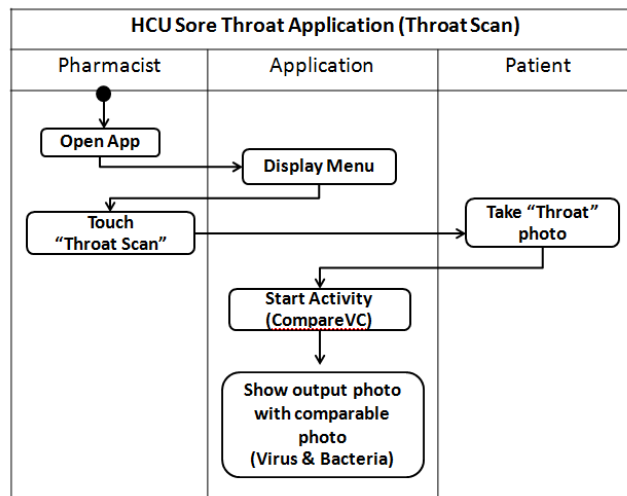 HCU Sore Throat Application (Throat Scan)
Pharmacist
Application
Patient
Open App
Display Menu
Touch
“Throat Scan”
Take “Throat”
photo
Start Activity
(CompareVC)
Show output photo
with comparable
photo
(Virus & Bacteria)